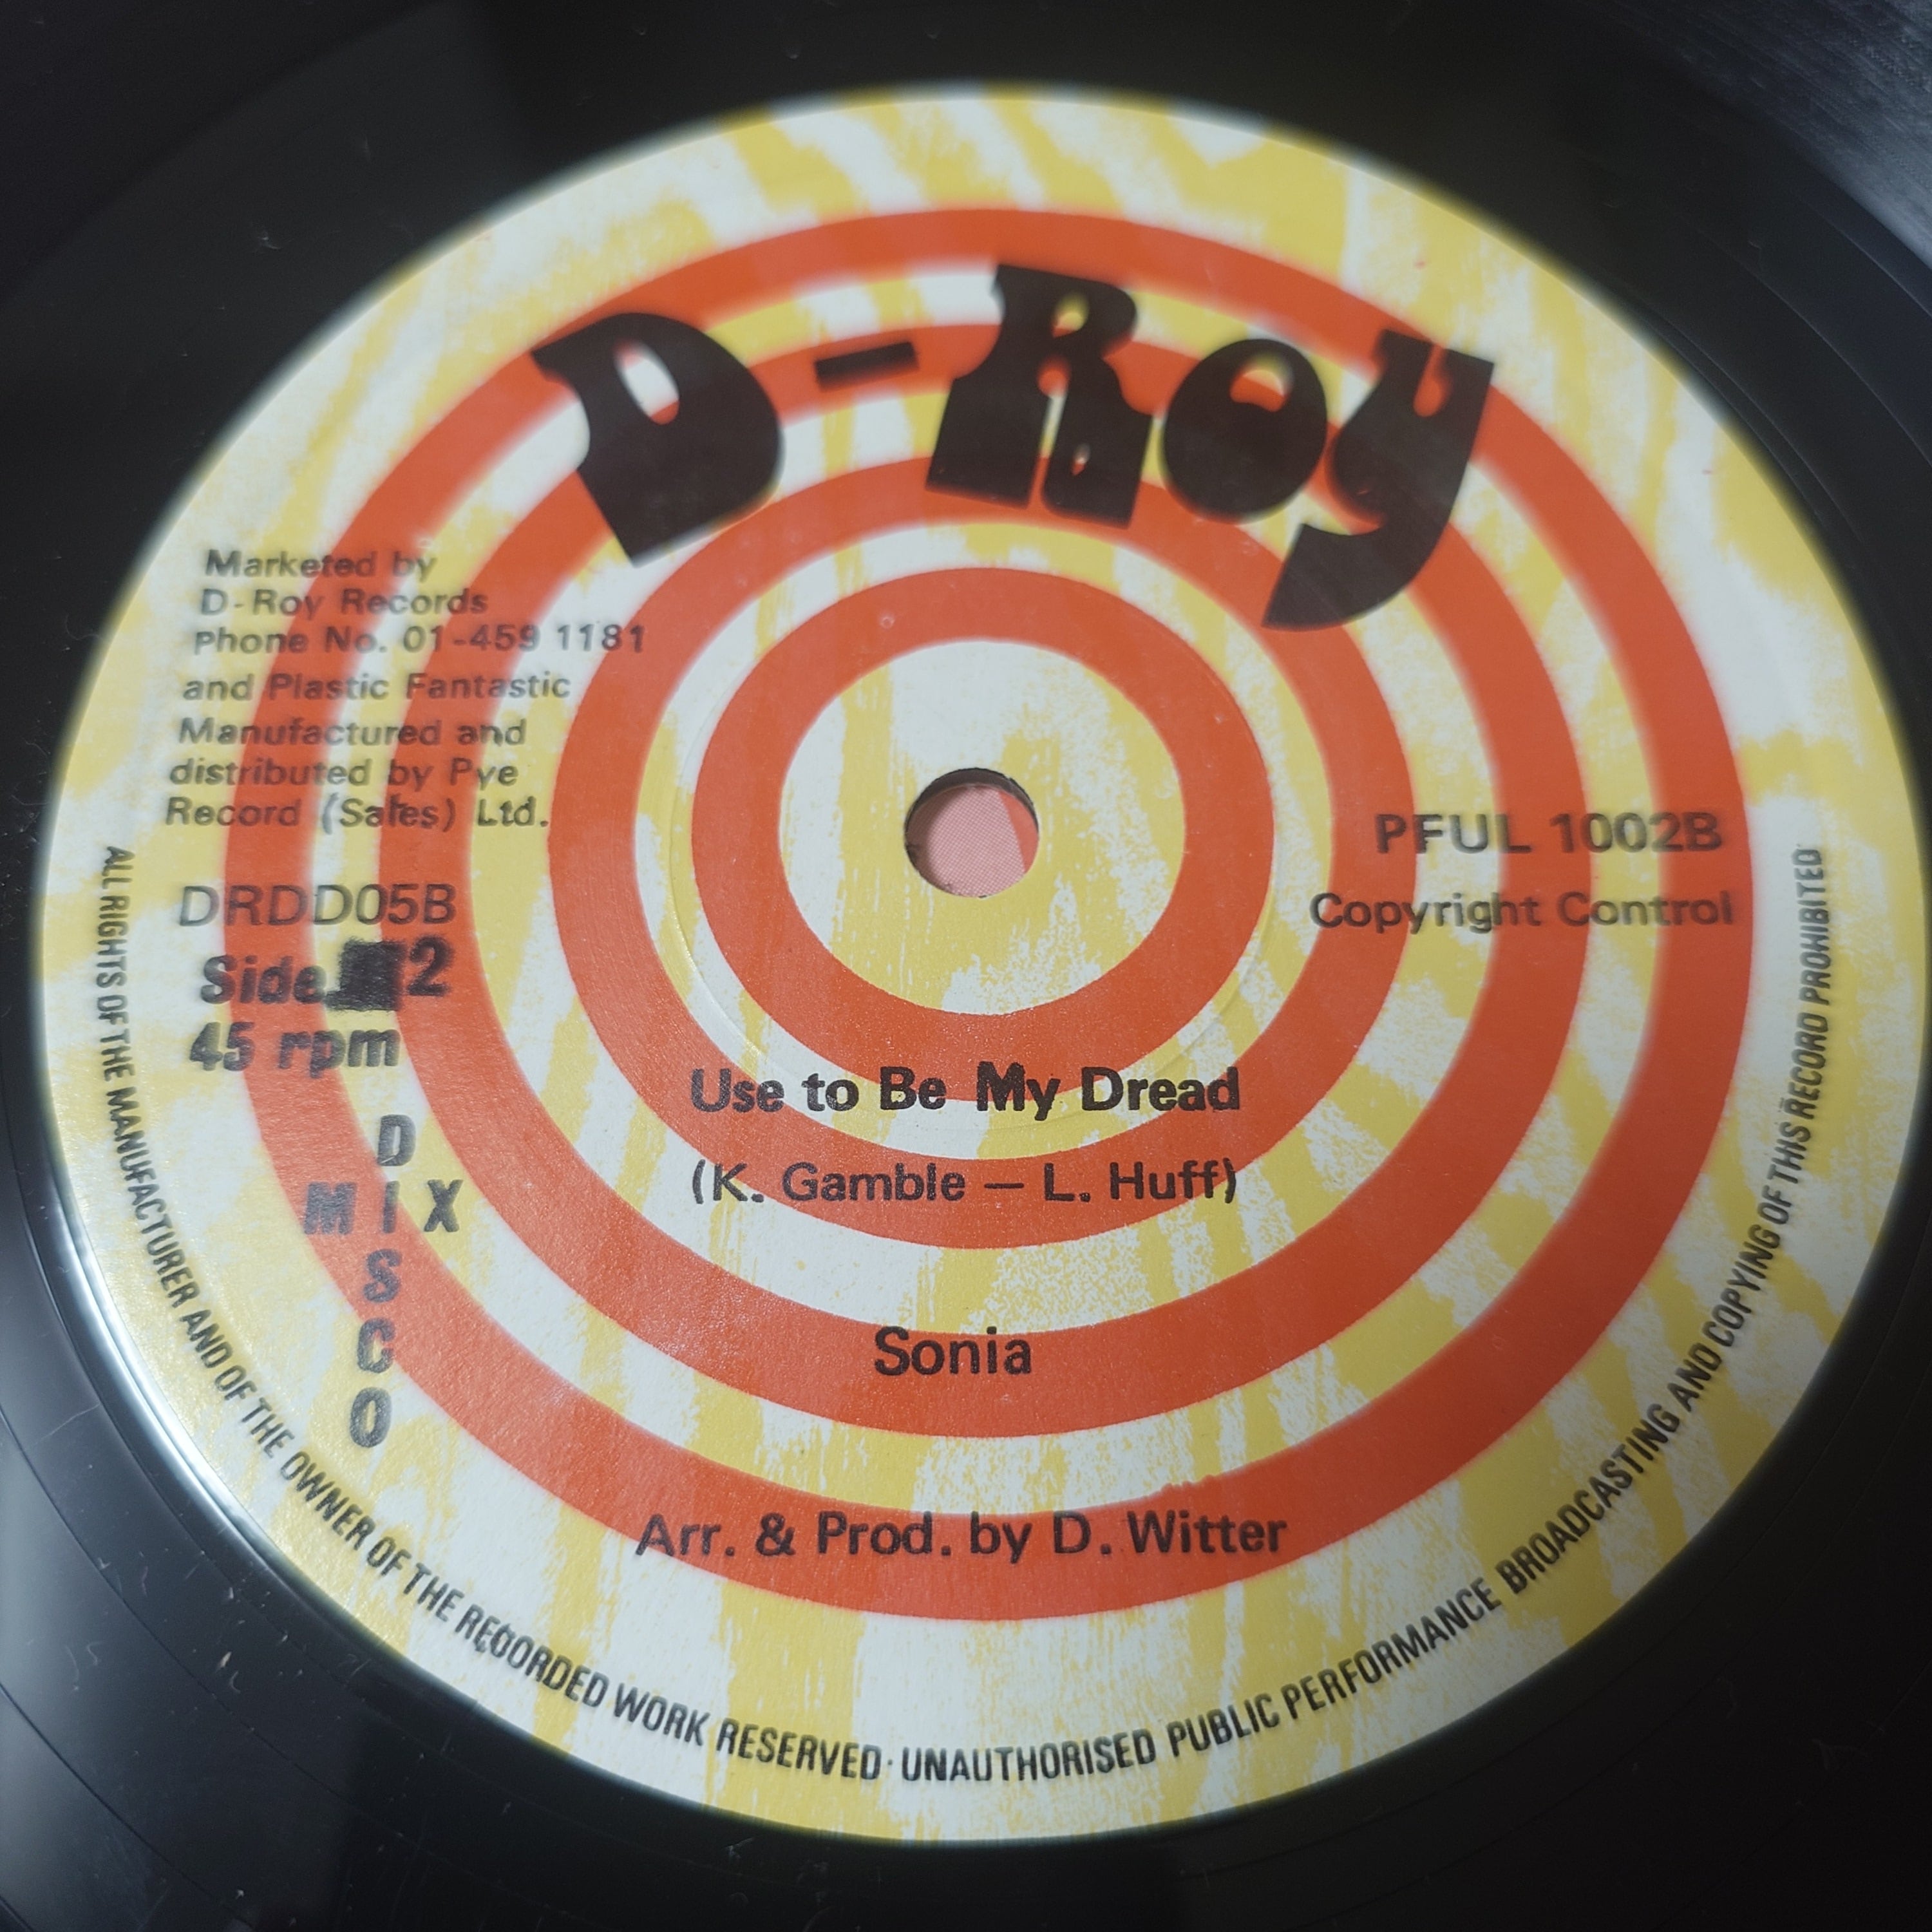 D-Roy
Marketed by
D-Roy Records
Phone No. 01-459 1181
and Plastic Fantastic
Manufactured and
distributed by Pye
Record (Sales) Ltd.
DRDD05B
Side 2
45 rpm
DISCO
MIX
PFUL 1002B
Copyright Control
Use to Be My Dread
(K. Gamble — L. Huff)
Sonia
Arr. & Prod. by D. Witter
ALL RIGHTS OF THE MANUFACTURER AND OF THE OWNER OF THE RECORDED WORK RESERVED · UNAUTHORISED PUBLIC PERFORMANCE BROADCASTING AND COPYING OF THIS RECORD PROHIBITED